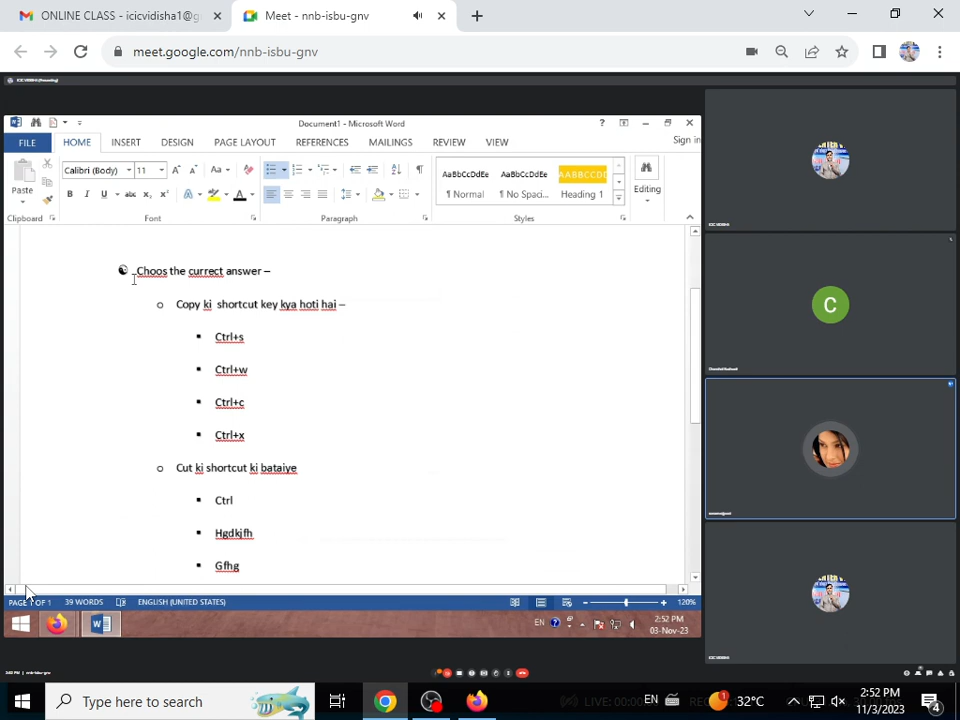 ONLINE CLASS - icicvidisha1@g
Meet - nnb-isbu-gnv
meet.google.com/nnb-isbu-gnv
Document1 - Microsoft Word
FILE HOME INSERT DESIGN PAGE LAYOUT REFERENCES MAILINGS REVIEW VIEW Sign in
Calibri (Body) 11
Paste
AaBbCcDdEe AaBbCcDdEe AABBCCDD
¶ Normal ¶ No Spaci... Heading 1
Editing
Clipboard Font Paragraph Styles
Choos the currect answer –
Copy ki shortcut key kya hoti hai –
Ctrl+s
Ctrl+w
Ctrl+c
Ctrl+x
Cut ki shortcut ki bataiye
Ctrl
Hgdkjfh
Gfhg
PAGE 1 OF 1 39 WORDS ENGLISH (UNITED STATES) 120%
EN 2:52 PM
03-Nov-23
C
Type here to search
32°C
EN
2:52 PM
11/3/2023
4